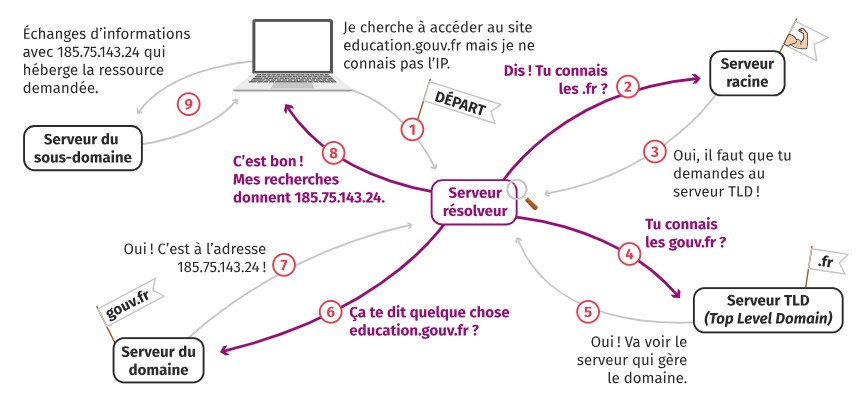 Échanges d'informations
avec 185.75.143.24 qui
héberge la ressource
demandée.
Je cherche à accéder au site
education.gouv.fr mais je ne
connais pas l'IP.
DÉPART
1
Dis ! Tu connais
les .fr ?
2
Serveur
racine
3
Oui, il faut que tu
demandes au
serveur TLD !
Serveur
résolveur
Tu connais
les gouv.fr ?
4
.fr
Serveur TLD
(Top Level Domain)
5
Oui ! Va voir le
serveur qui gère
le domaine.
6
Ça te dit quelque chose
education.gouv.fr ?
gouv.fr
Serveur du
domaine
Oui ! C'est à l'adresse
185.75.143.24 !
7
8
C'est bon !
Mes recherches
donnent 185.75.143.24.
9
Serveur du
sous-domaine